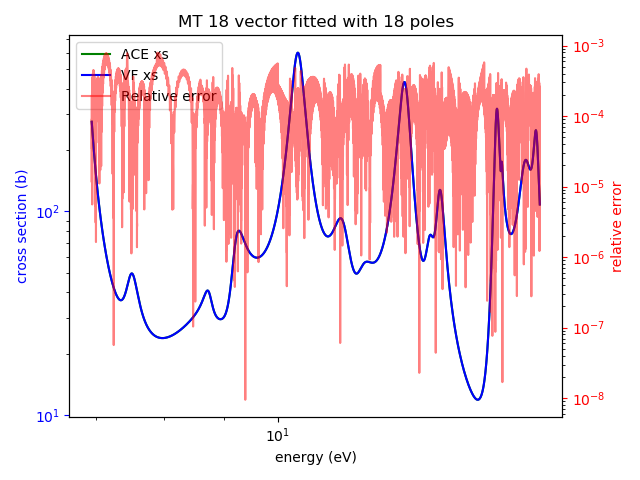 MT 18 vector fitted with 18 poles
ACE xs
VF xs
Relative error
cross section (b)
10²
10¹
10¹
energy (eV)
relative error
10⁻³
10⁻⁴
10⁻⁵
10⁻⁶
10⁻⁷
10⁻⁸